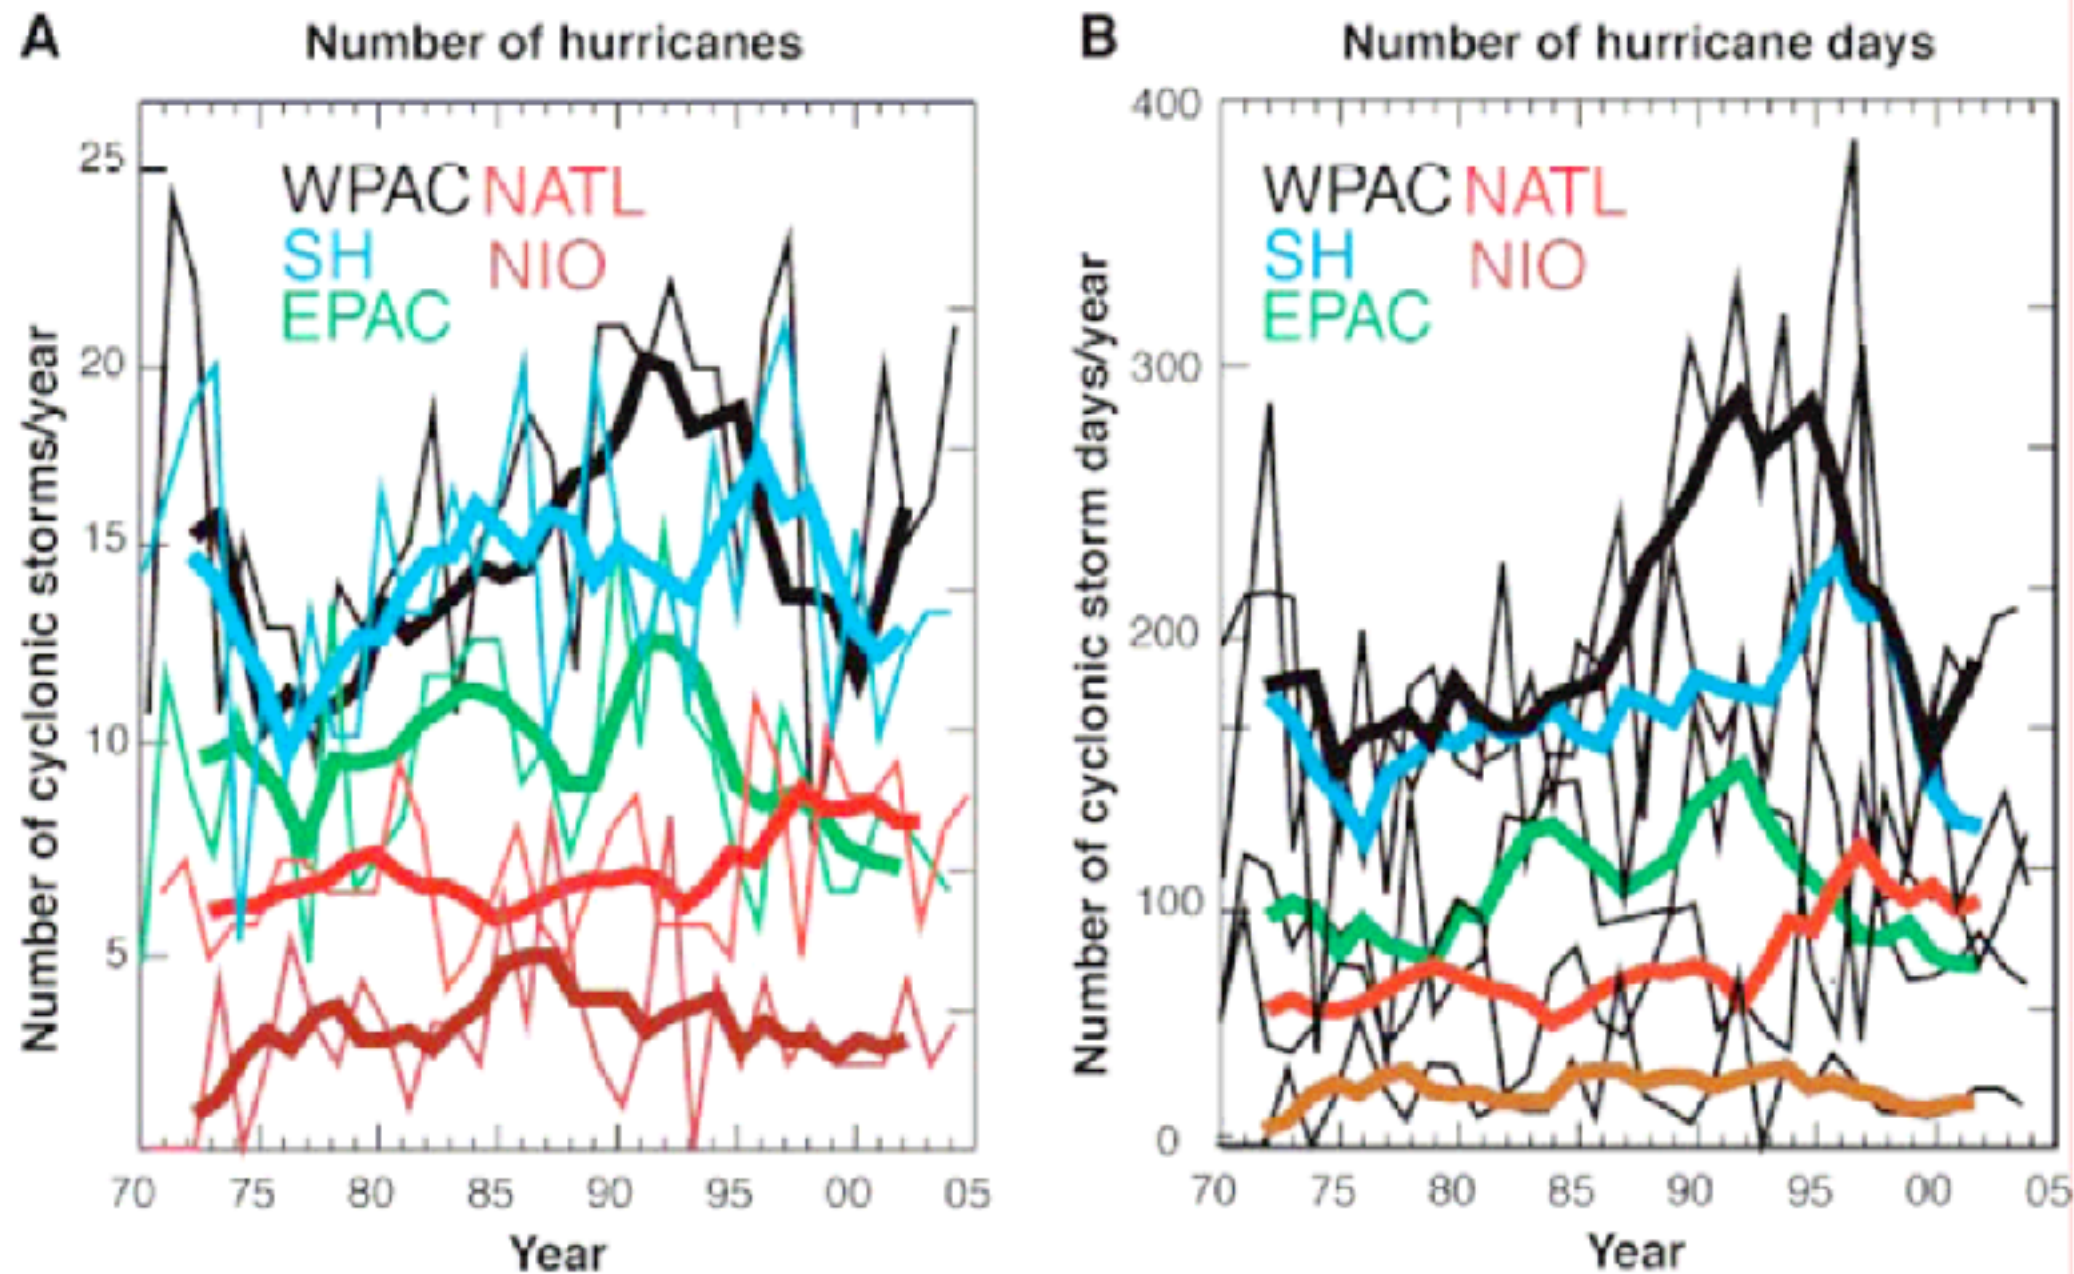 A Number of hurricanes
Number of cyclonic storms/year
25
20
15
10
5
WPAC NATL
SH NIO
EPAC
70 75 80 85 90 95 00 05
Year
B Number of hurricane days
Number of cyclonic storm days/year
400
300
200
100
0
WPAC NATL
SH NIO
EPAC
70 75 80 85 90 95 00 05
Year